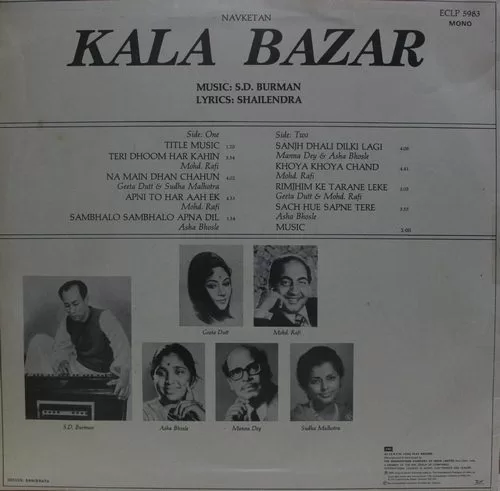 NAVKETAN
ECLP 5983
MONO
KALA BAZAR
MUSIC: S.D. BURMAN
LYRICS: SHAILENDRA
Side: One
TITLE MUSIC
TERI DHOOM HAR KAHIN
Mohd. Rafi
NA MAIN DHAN CHAHUN
Geeta Dutt & Sudha Malhotra
APNI TO HAR AAH EK
Mohd. Rafi
SAMBHALO SAMBHALO APNA DIL
Asha Bhosle
Side: Two
SANJH DHALI DILKI LAGI
Manna Dey & Asha Bhosle
KHOYA KHOYA CHAND
Mohd. Rafi
RIMJHIM KE TARANE LEKE
Geeta Dutt & Mohd. Rafi
SACH HUE SAPNE TERE
Asha Bhosle
MUSIC
Geeta Dutt
Mohd. Rafi
S.D. Burman
Asha Bhosle
Manna Dey
Sudha Malhotra